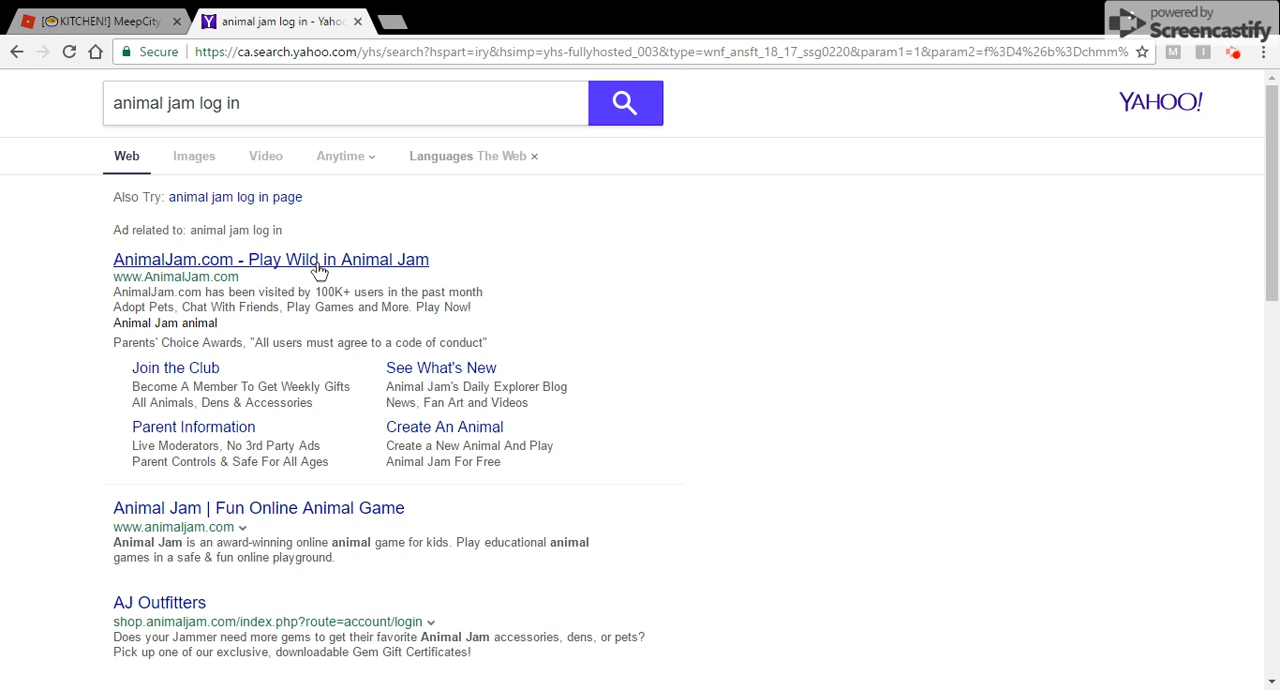 [🍲KITCHEN!] MeepCity ×
animal jam log in - Yaho ×
powered by
Screencastify
Secure https://ca.search.yahoo.com/yhs/search?hspart=iry&hsimp=yhs-fullyhosted_003&type=wnf_ansft_18_17_ssg0220&param1=1&param2=f%3D4%26b%3Dchmm%
animal jam log in
YAHOO!
Web Images Video Anytime Languages The Web ×
Also Try: animal jam log in page
Ad related to: animal jam log in
AnimalJam.com - Play Wild in Animal Jam
www.AnimalJam.com
AnimalJam.com has been visited by 100K+ users in the past month
Adopt Pets, Chat With Friends, Play Games and More. Play Now!
Animal Jam animal
Parents' Choice Awards, "All users must agree to a code of conduct"
Join the Club
Become A Member To Get Weekly Gifts
All Animals, Dens & Accessories
See What's New
Animal Jam's Daily Explorer Blog
News, Fan Art and Videos
Parent Information
Live Moderators, No 3rd Party Ads
Parent Controls & Safe For All Ages
Create An Animal
Create a New Animal And Play
Animal Jam For Free
Animal Jam | Fun Online Animal Game
www.animaljam.com
Animal Jam is an award-winning online animal game for kids. Play educational animal
games in a safe & fun online playground.
AJ Outfitters
shop.animaljam.com/index.php?route=account/login
Does your Jammer need more gems to get their favorite Animal Jam accessories, dens, or pets?
Pick up one of our exclusive, downloadable Gem Gift Certificates!